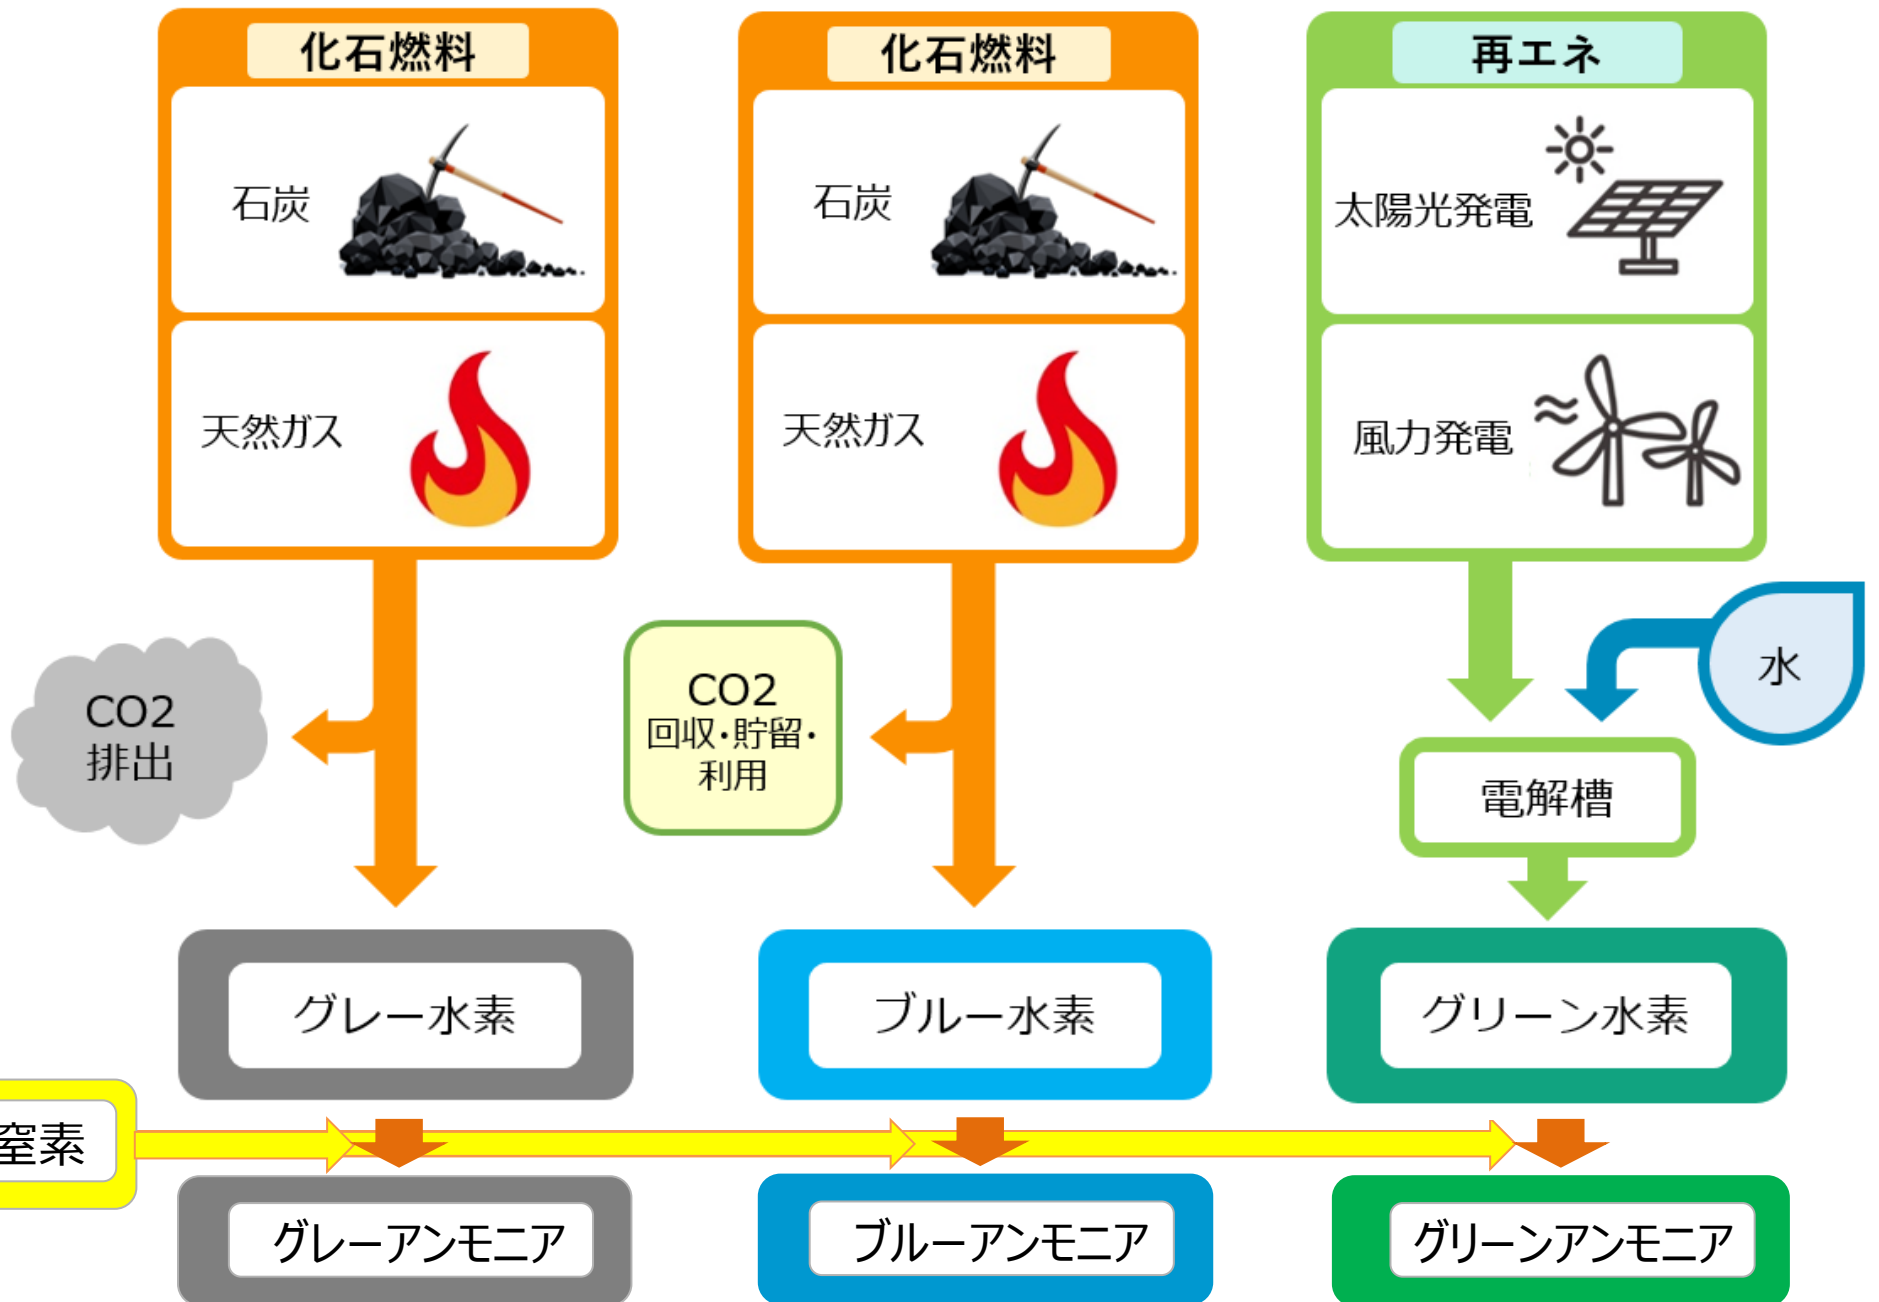 化石燃料
石炭
天然ガス
化石燃料
石炭
天然ガス
再エネ
太陽光発電
風力発電
CO2
排出
CO2
回収・貯留・
利用
水
電解槽
グレー水素
ブルー水素
グリーン水素
窒素
グレーアンモニア
ブルーアンモニア
グリーンアンモニア